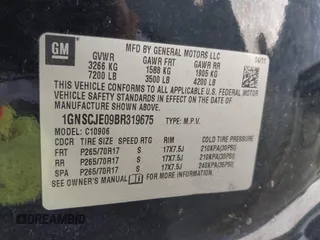 GM
MFD BY GENERAL MOTORS LLC
GVWR GAWR FRT GAWR RR
3266 KG 1588 KG 1905 KG
7200 LB 3500 LB 4200 LB
THIS VEHICLE CONFORMS TO ALL APPLICABLE U.S. FEDERAL MOTOR
VEHICLE SAFETY AND THEFT PREVENTION STANDARDS IN EFFECT ON
THE DATE OF MANUFACTURE SHOWN ABOVE.
1GNSCJE09BR319675 TYPE: M.P.V.
MODEL: C10906
CDCR TIRE SIZE SPEED RTG RIM COLD TIRE PRESSURE
FRT P265/70R17 S 17X7.5J 210KPA(30PSI)
RR P265/70R17 S 17X7.5J 210KPA(30PSI)
SPA P265/70R17 S 17X7.5J 240KPA(35PSI)
SEE OWNER'S MANUAL
DREAMBID